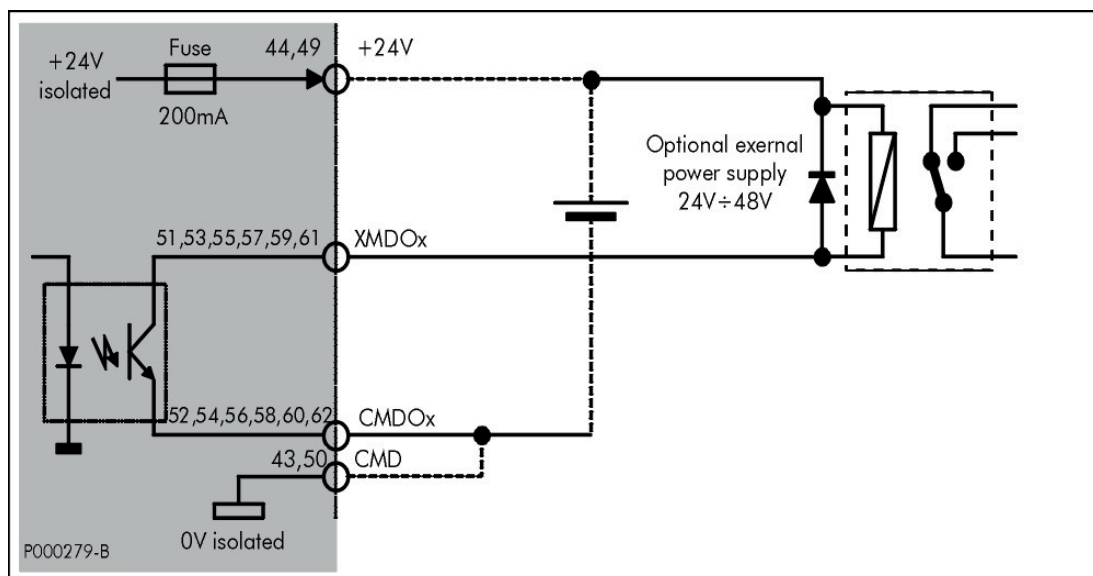 Fuse
44,49
+24V
+24V
isolated
200mA
Optional exernal
power supply
24V÷48V
51,53,55,57,59,61
XMDOx
52,54,56,58,60,62
CMDOx
43,50
CMD
0V isolated
P000279-B